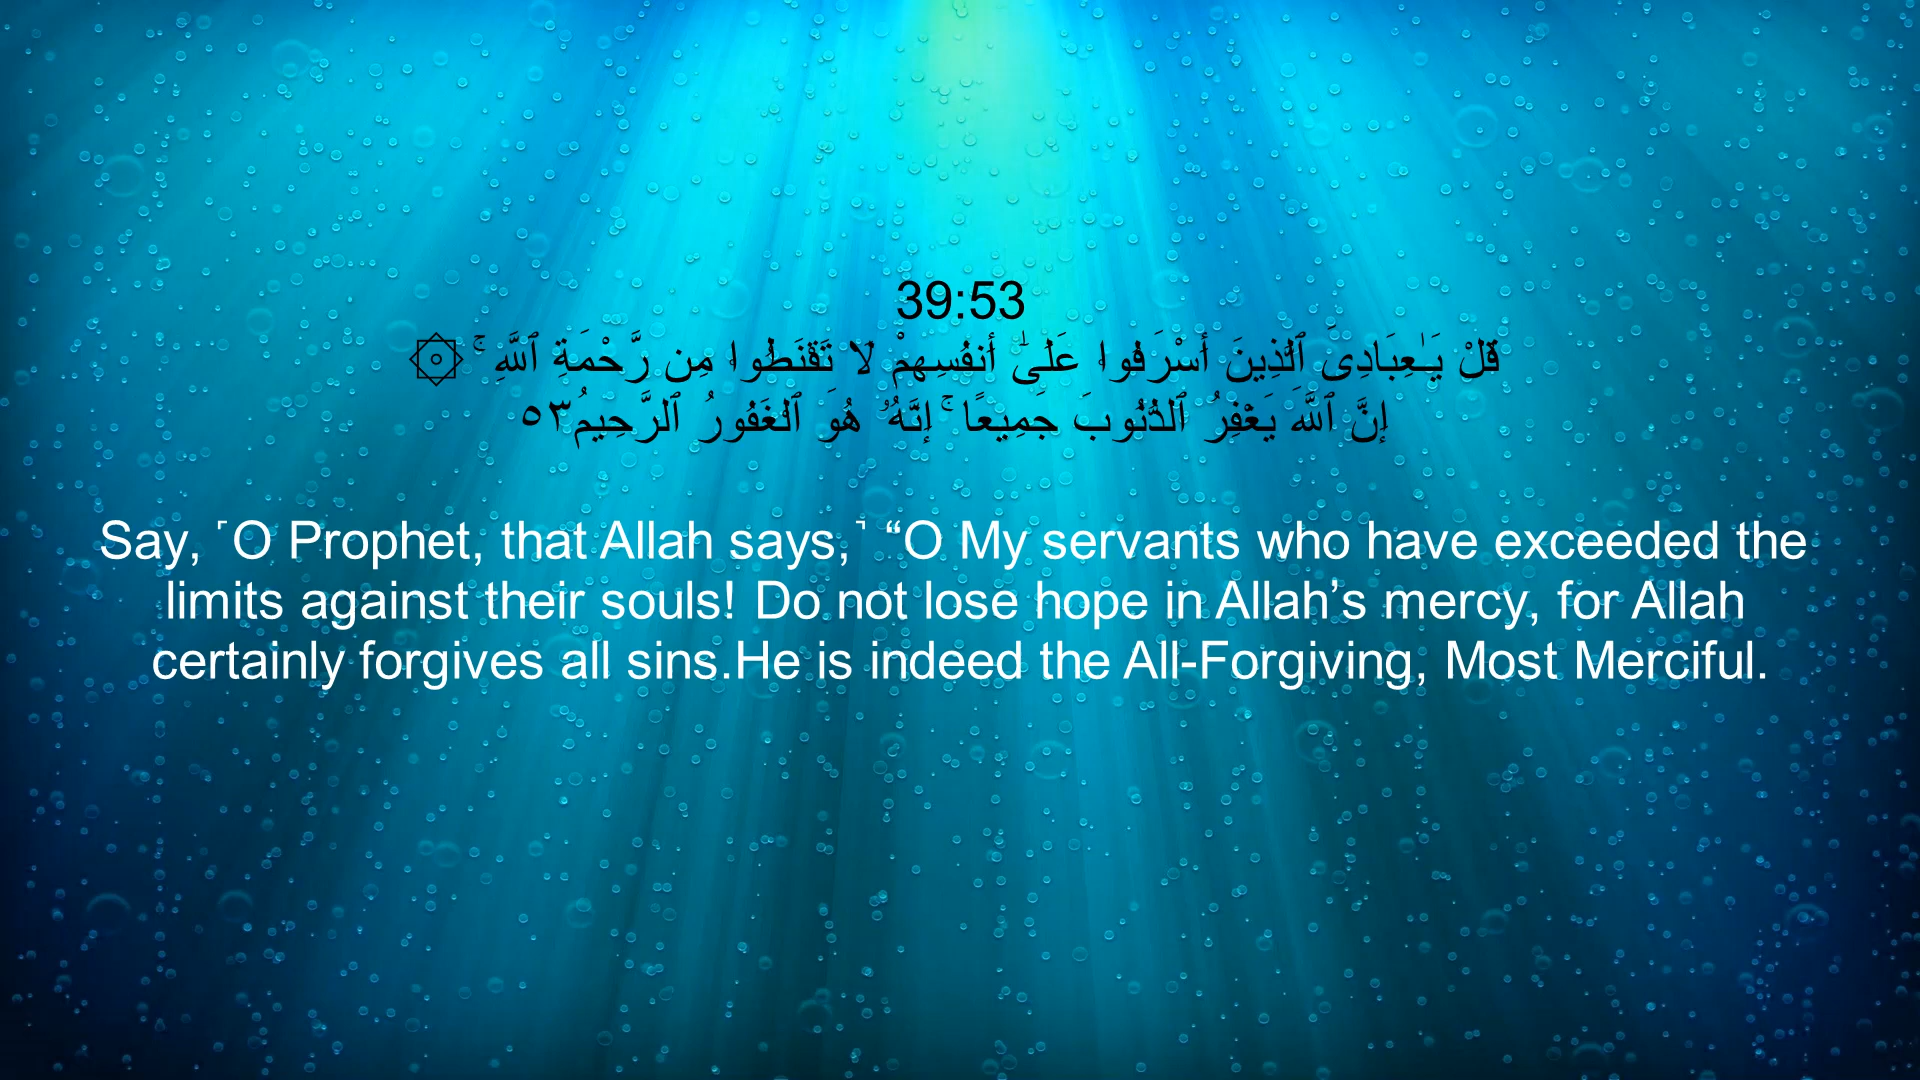 39:53
قُلْ يَـٰعِبَادِىَ ٱلَّذِينَ أَسْرَفُوا۟ عَلَىٰٓ أَنفُسِهِمْ لَا تَقْنَطُوا۟ مِن رَّحْمَةِ ٱللَّهِ ۚ ۞
إِنَّ ٱللَّهَ يَغْفِرُ ٱلذُّنُوبَ جَمِيعًا ۚ إِنَّهُۥ هُوَ ٱلْغَفُورُ ٱلرَّحِيمُ٥٣
Say, ˹O Prophet, that Allah says,˺ “O My servants who have exceeded the
limits against their souls! Do not lose hope in Allah’s mercy, for Allah
certainly forgives all sins.He is indeed the All-Forgiving, Most Merciful.